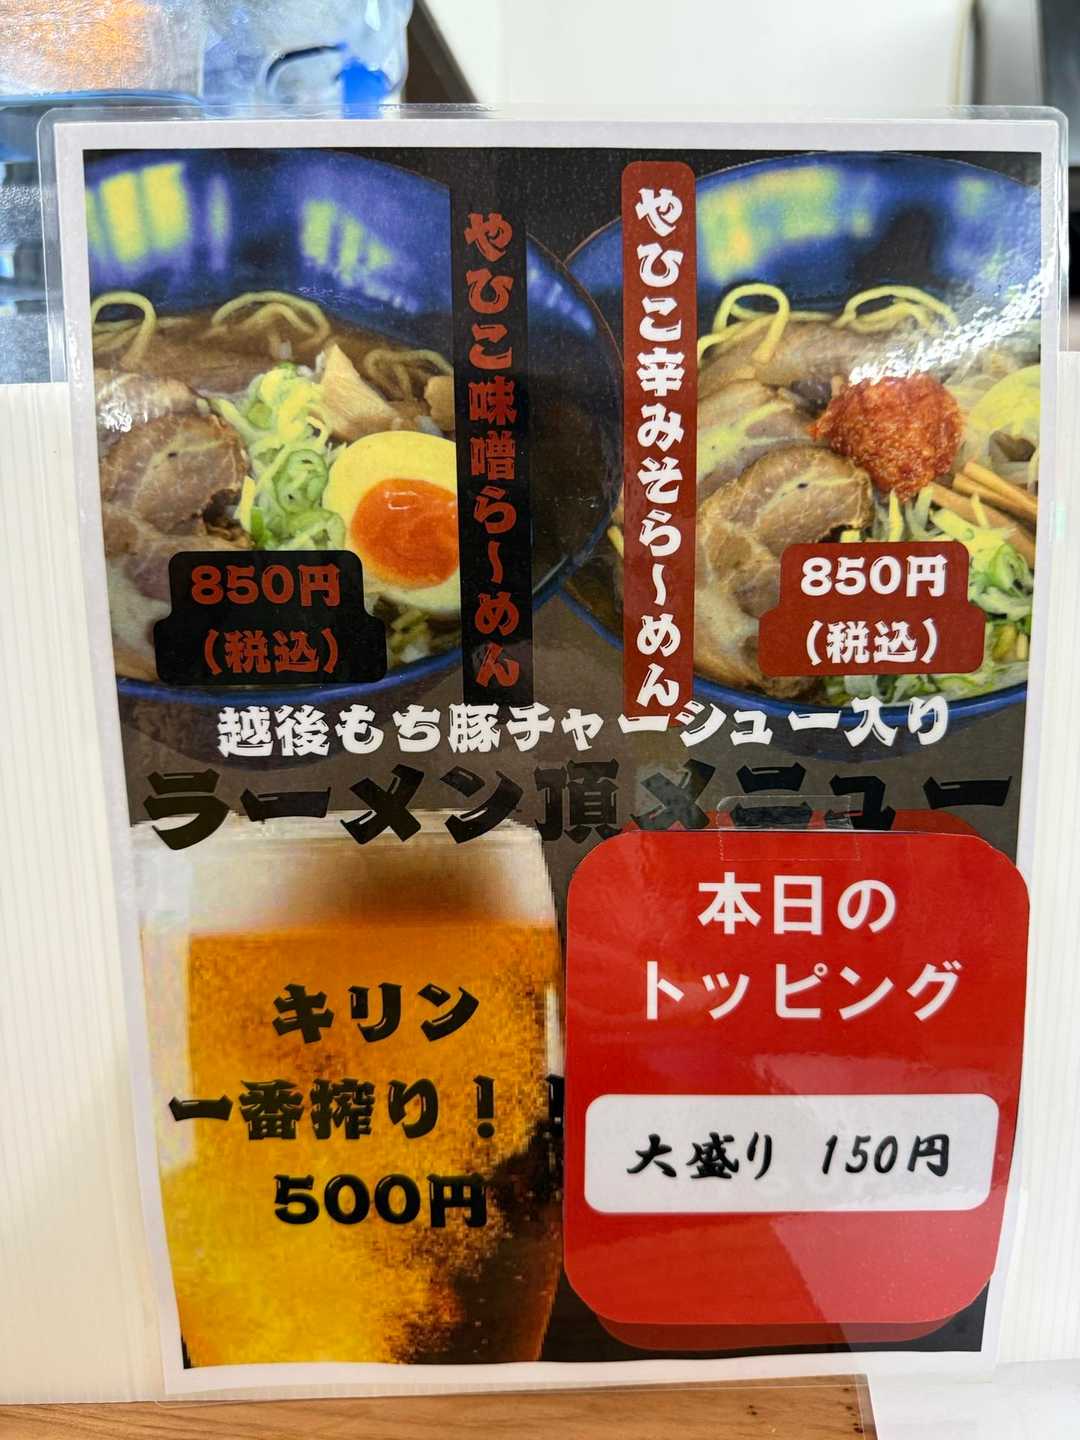 やひこ味噌ら～めん
850円
（税込）
やひこ辛みそら～めん
850円
（税込）
越後もち豚チャーシュー入り
ラーメン頂メニュー
キリン
一番搾り！！
500円
本日の
トッピング
大盛り 150円